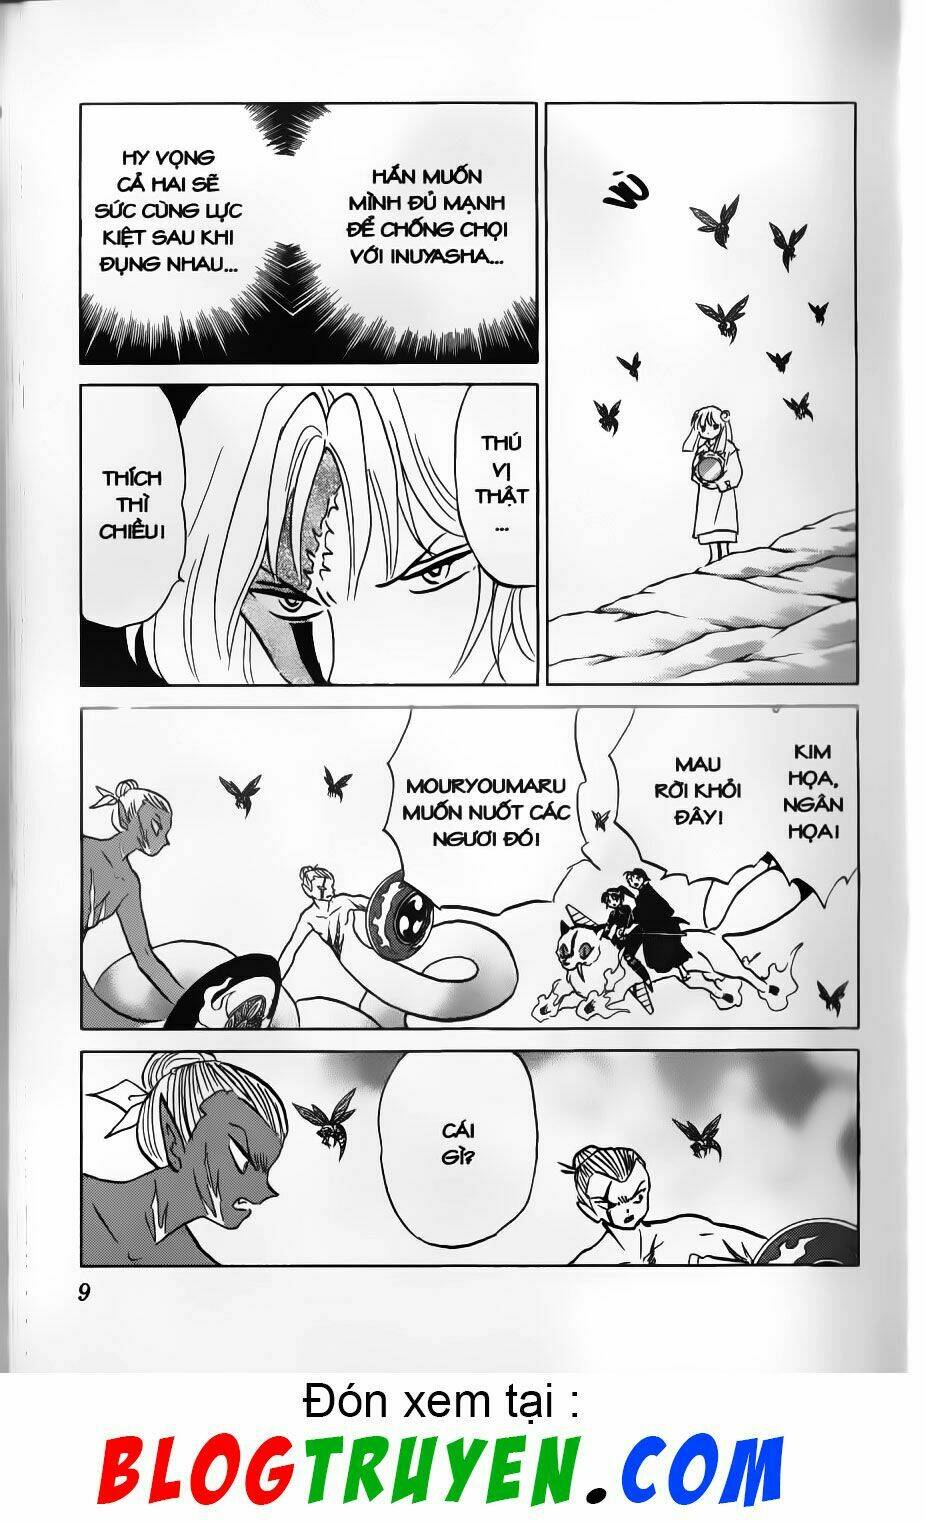 VÙ
HẮN MUỐN
MÌNH ĐỦ MẠNH
ĐỂ CHỐNG CHỌI
VỚI INUYASHA...
HY VỌNG
CẢ HAI SẼ
SỨC CÙNG LỰC
KIỆT SAU KHI
ĐỤNG NHAU...
THÚ
VỊ
THẬT
...
THÍCH
THÌ
CHIỀU!
KIM
HỌA,
NGÂN
HỌA!
MAU
RỜI KHỎI
ĐÂY!
MOURYOUMARU
MUỐN NUỐT CÁC
NGƯƠI ĐÓ!
CÁI
GÌ?
9
Đón xem tại :
BLOGTRUYEN.COM